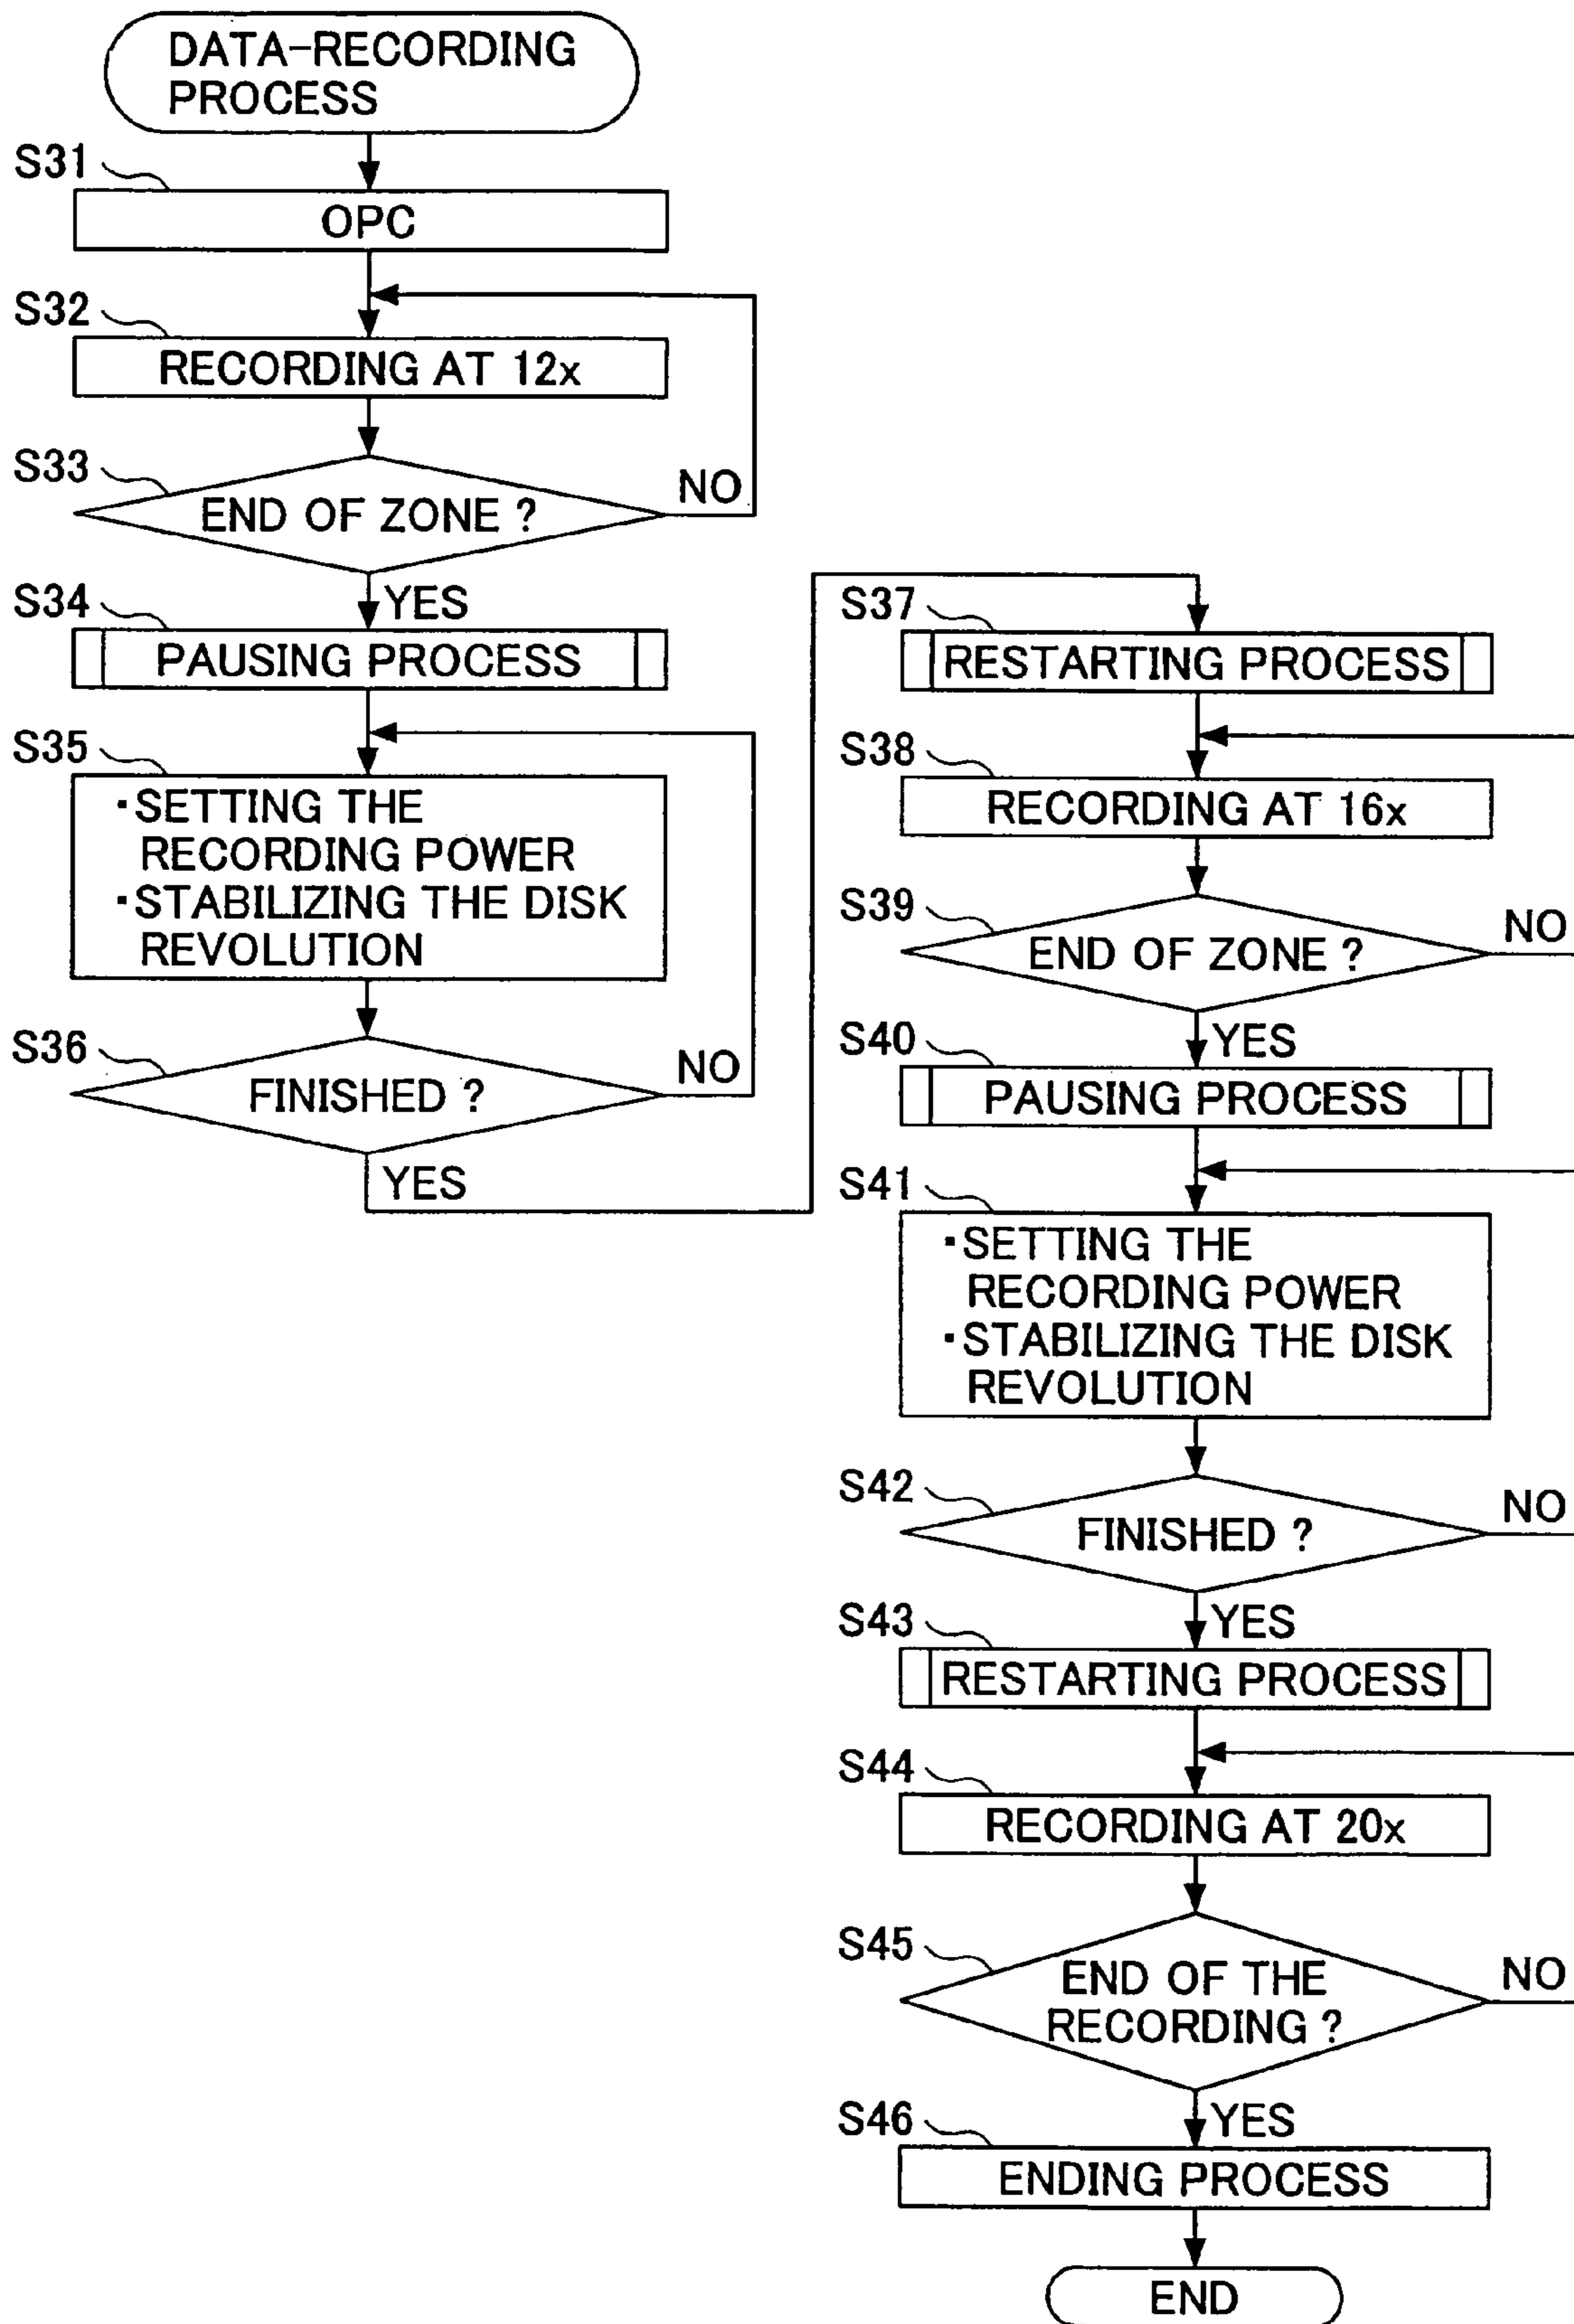 DATA-RECORDING
PROCESS
S31
OPC
S32
RECORDING AT 12x
S33
END OF ZONE ?
NO
YES
S34
PAUSING PROCESS
S35
・SETTING THE
RECORDING POWER
・STABILIZING THE DISK
REVOLUTION
S36
FINISHED ?
NO
YES
S37
RESTARTING PROCESS
S38
RECORDING AT 16x
S39
END OF ZONE ?
NO
YES
S40
PAUSING PROCESS
S41
・SETTING THE
RECORDING POWER
・STABILIZING THE DISK
REVOLUTION
S42
FINISHED ?
NO
YES
S43
RESTARTING PROCESS
S44
RECORDING AT 20x
S45
END OF THE
RECORDING ?
NO
YES
S46
ENDING PROCESS
END